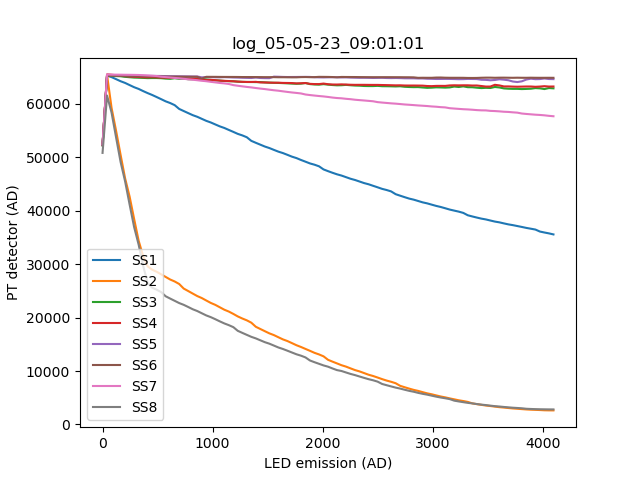 log_05-05-23_09:01:01
PT detector (AD)
60000
50000
40000
30000
20000
10000
0
SS1
SS2
SS3
SS4
SS5
SS6
SS7
SS8
0 1000 2000 3000 4000
LED emission (AD)